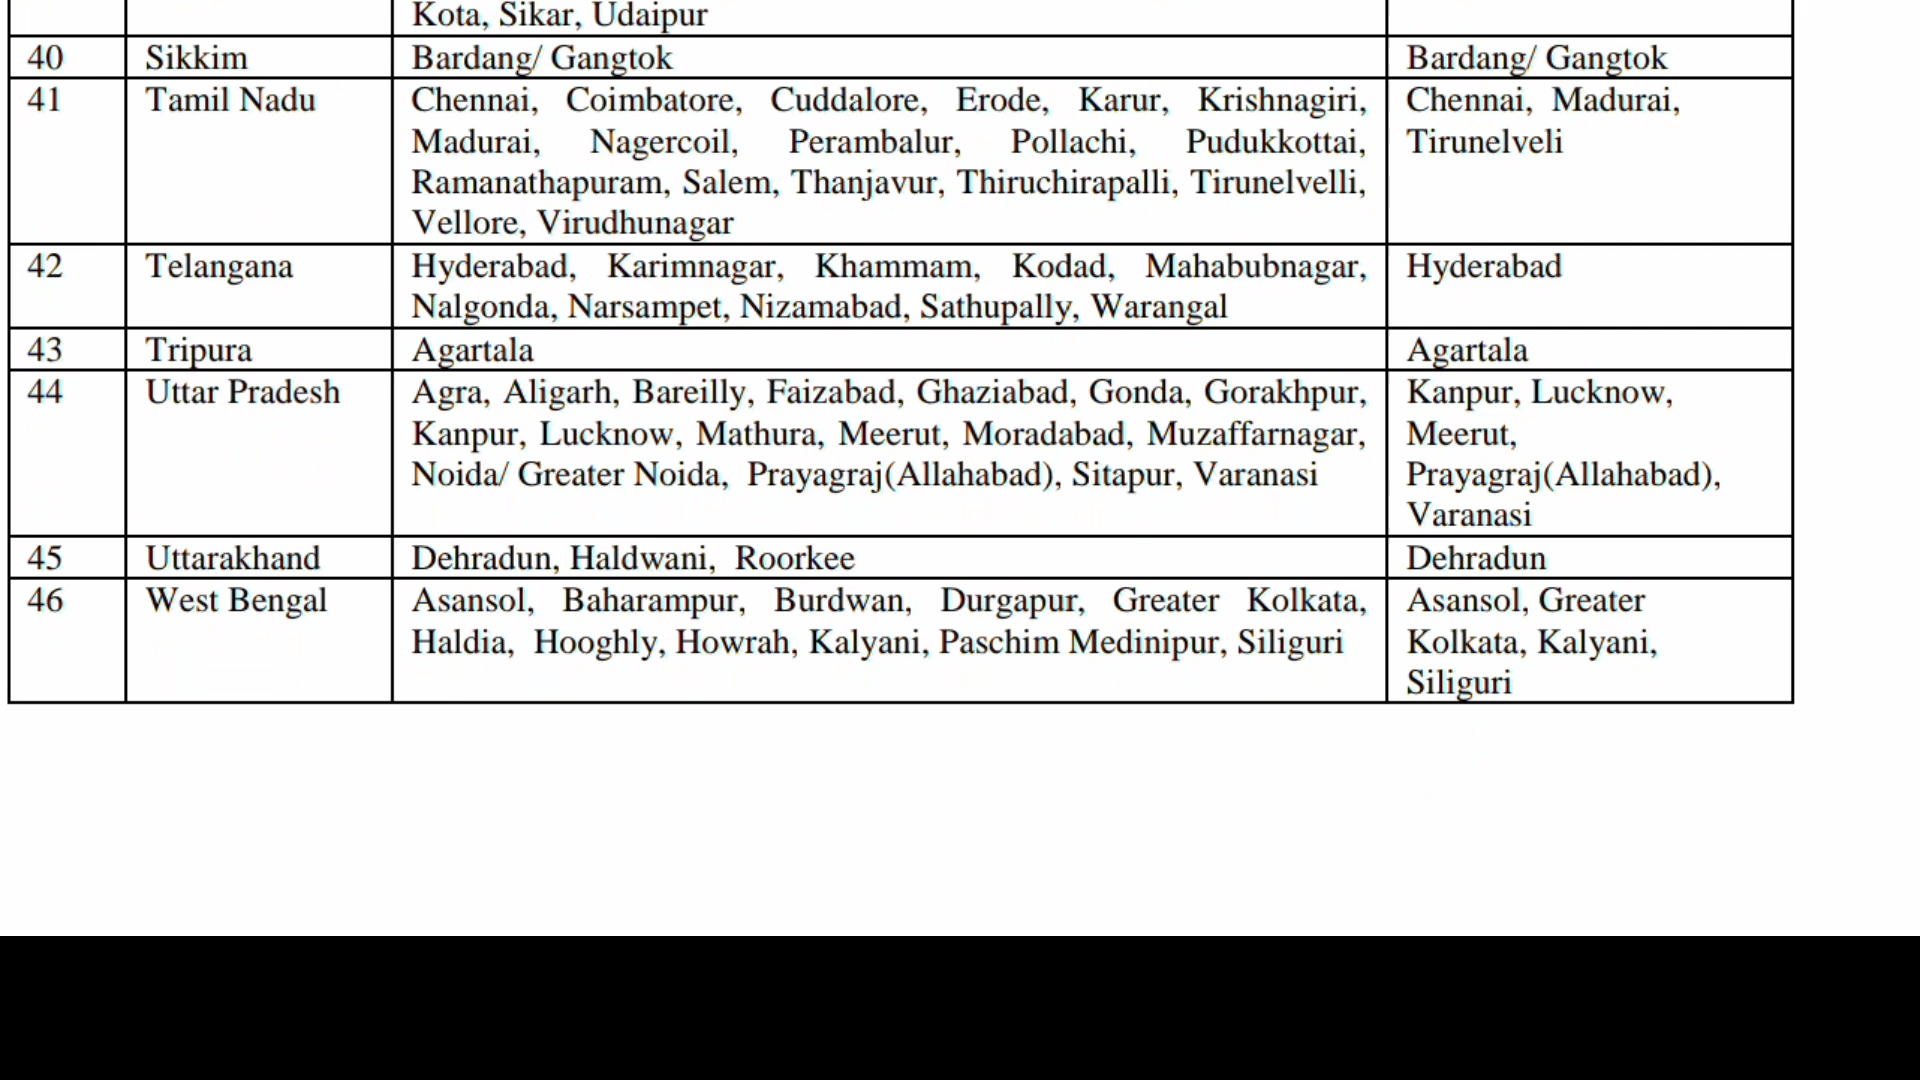 Kota, Sikar, Udaipur
40 Sikkim Bardang/ Gangtok Bardang/ Gangtok
41 Tamil Nadu Chennai, Coimbatore, Cuddalore, Erode, Karur, Krishnagiri, Chennai, Madurai,
Madurai, Nagercoil, Perambalur, Pollachi, Pudukkottai, Tirunelveli
Ramanathapuram, Salem, Thanjavur, Thiruchirapalli, Tirunelvelli,
Vellore, Virudhunagar
42 Telangana Hyderabad, Karimnagar, Khammam, Kodad, Mahabubnagar, Hyderabad
Nalgonda, Narsampet, Nizamabad, Sathupally, Warangal
43 Tripura Agartala Agartala
44 Uttar Pradesh Agra, Aligarh, Bareilly, Faizabad, Ghaziabad, Gonda, Gorakhpur, Kanpur, Lucknow,
Kanpur, Lucknow, Mathura, Meerut, Moradabad, Muzaffarnagar, Meerut,
Noida/ Greater Noida, Prayagraj(Allahabad), Sitapur, Varanasi Prayagraj(Allahabad),
Varanasi
45 Uttarakhand Dehradun, Haldwani, Roorkee Dehradun
46 West Bengal Asansol, Baharampur, Burdwan, Durgapur, Greater Kolkata, Asansol, Greater
Haldia, Hooghly, Howrah, Kalyani, Paschim Medinipur, Siliguri Kolkata, Kalyani,
Siliguri